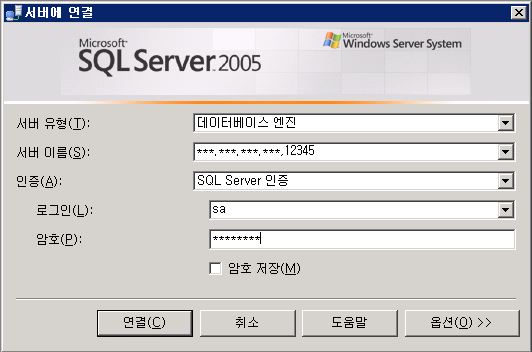 서버에 연결
Microsoft
SQL Server 2005
Microsoft
Windows Server System
서버 유형(T):
데이터베이스 엔진
서버 이름(S):
***.***.***.***,12345
인증(A):
SQL Server 인증
로그인(L):
sa
암호(P):
********
암호 저장(M)
연결(C)
취소
도움말
옵션(O) >>